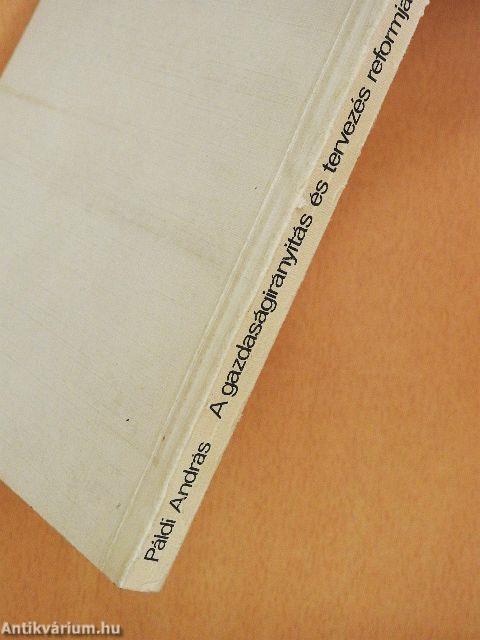 Páldi András A gazdaságirányítás és tervezés reformja
Antikvárium.hu